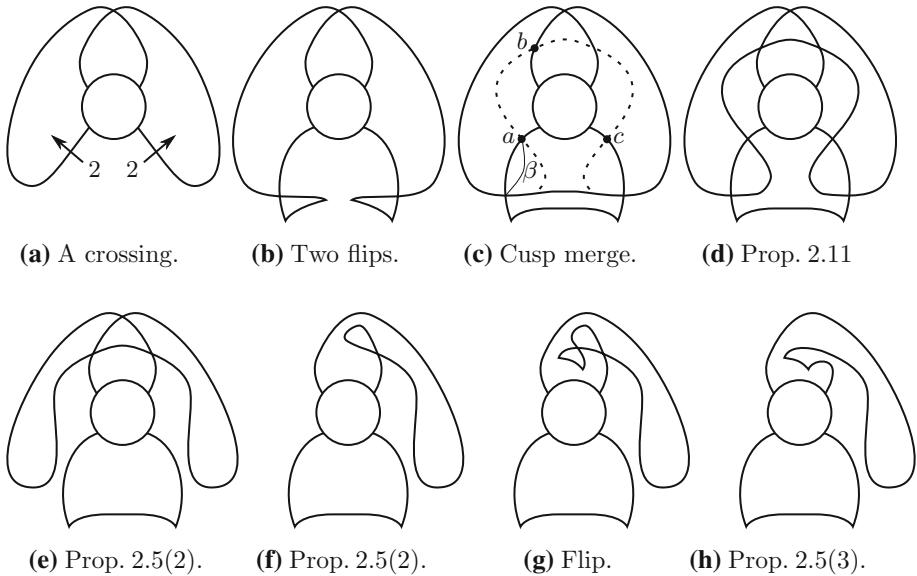 b
a c
β
2 2
(a) A crossing. (b) Two flips. (c) Cusp merge. (d) Prop. 2.11
(e) Prop. 2.5(2). (f) Prop. 2.5(2). (g) Flip. (h) Prop. 2.5(3).